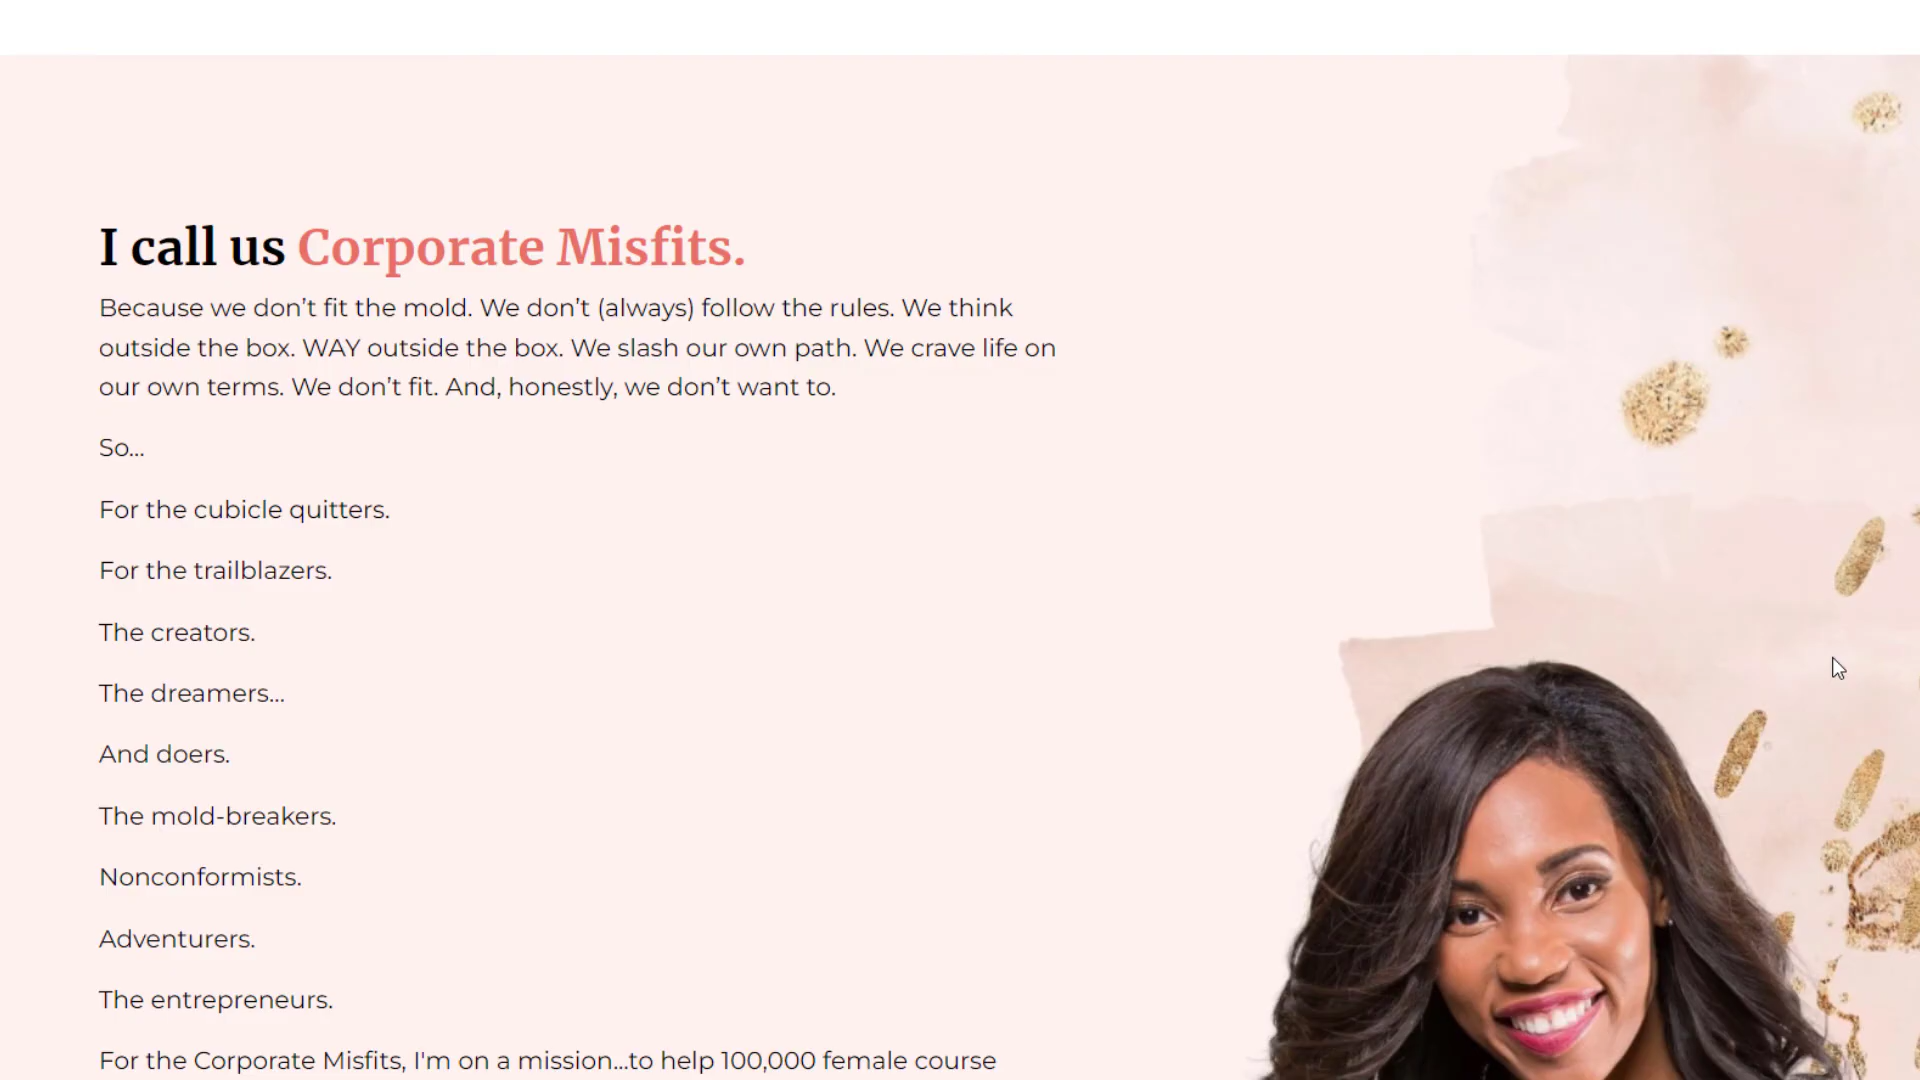 I call us Corporate Misfits.
Because we don’t fit the mold. We don’t (always) follow the rules. We think
outside the box. WAY outside the box. We slash our own path. We crave life on
our own terms. We don’t fit. And, honestly, we don’t want to.
So...
For the cubicle quitters.
For the trailblazers.
The creators.
The dreamers...
And doers.
The mold-breakers.
Nonconformists.
Adventurers.
The entrepreneurs.
For the Corporate Misfits, I'm on a mission...to help 100,000 female course